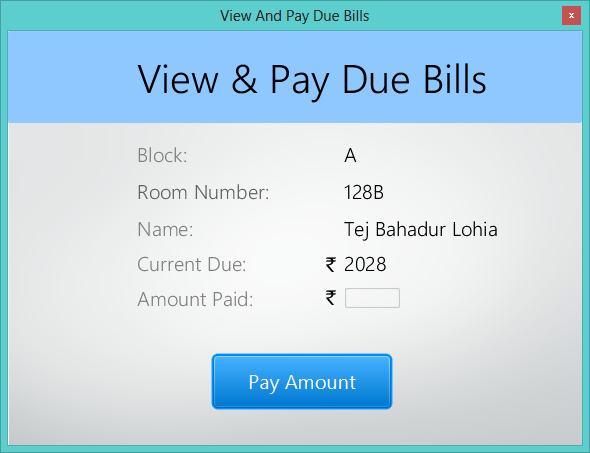 View And Pay Due Bills
x
View & Pay Due Bills
Block: A
Room Number: 128B
Name: Tej Bahadur Lohia
Current Due: ₹ 2028
Amount Paid: ₹
Pay Amount